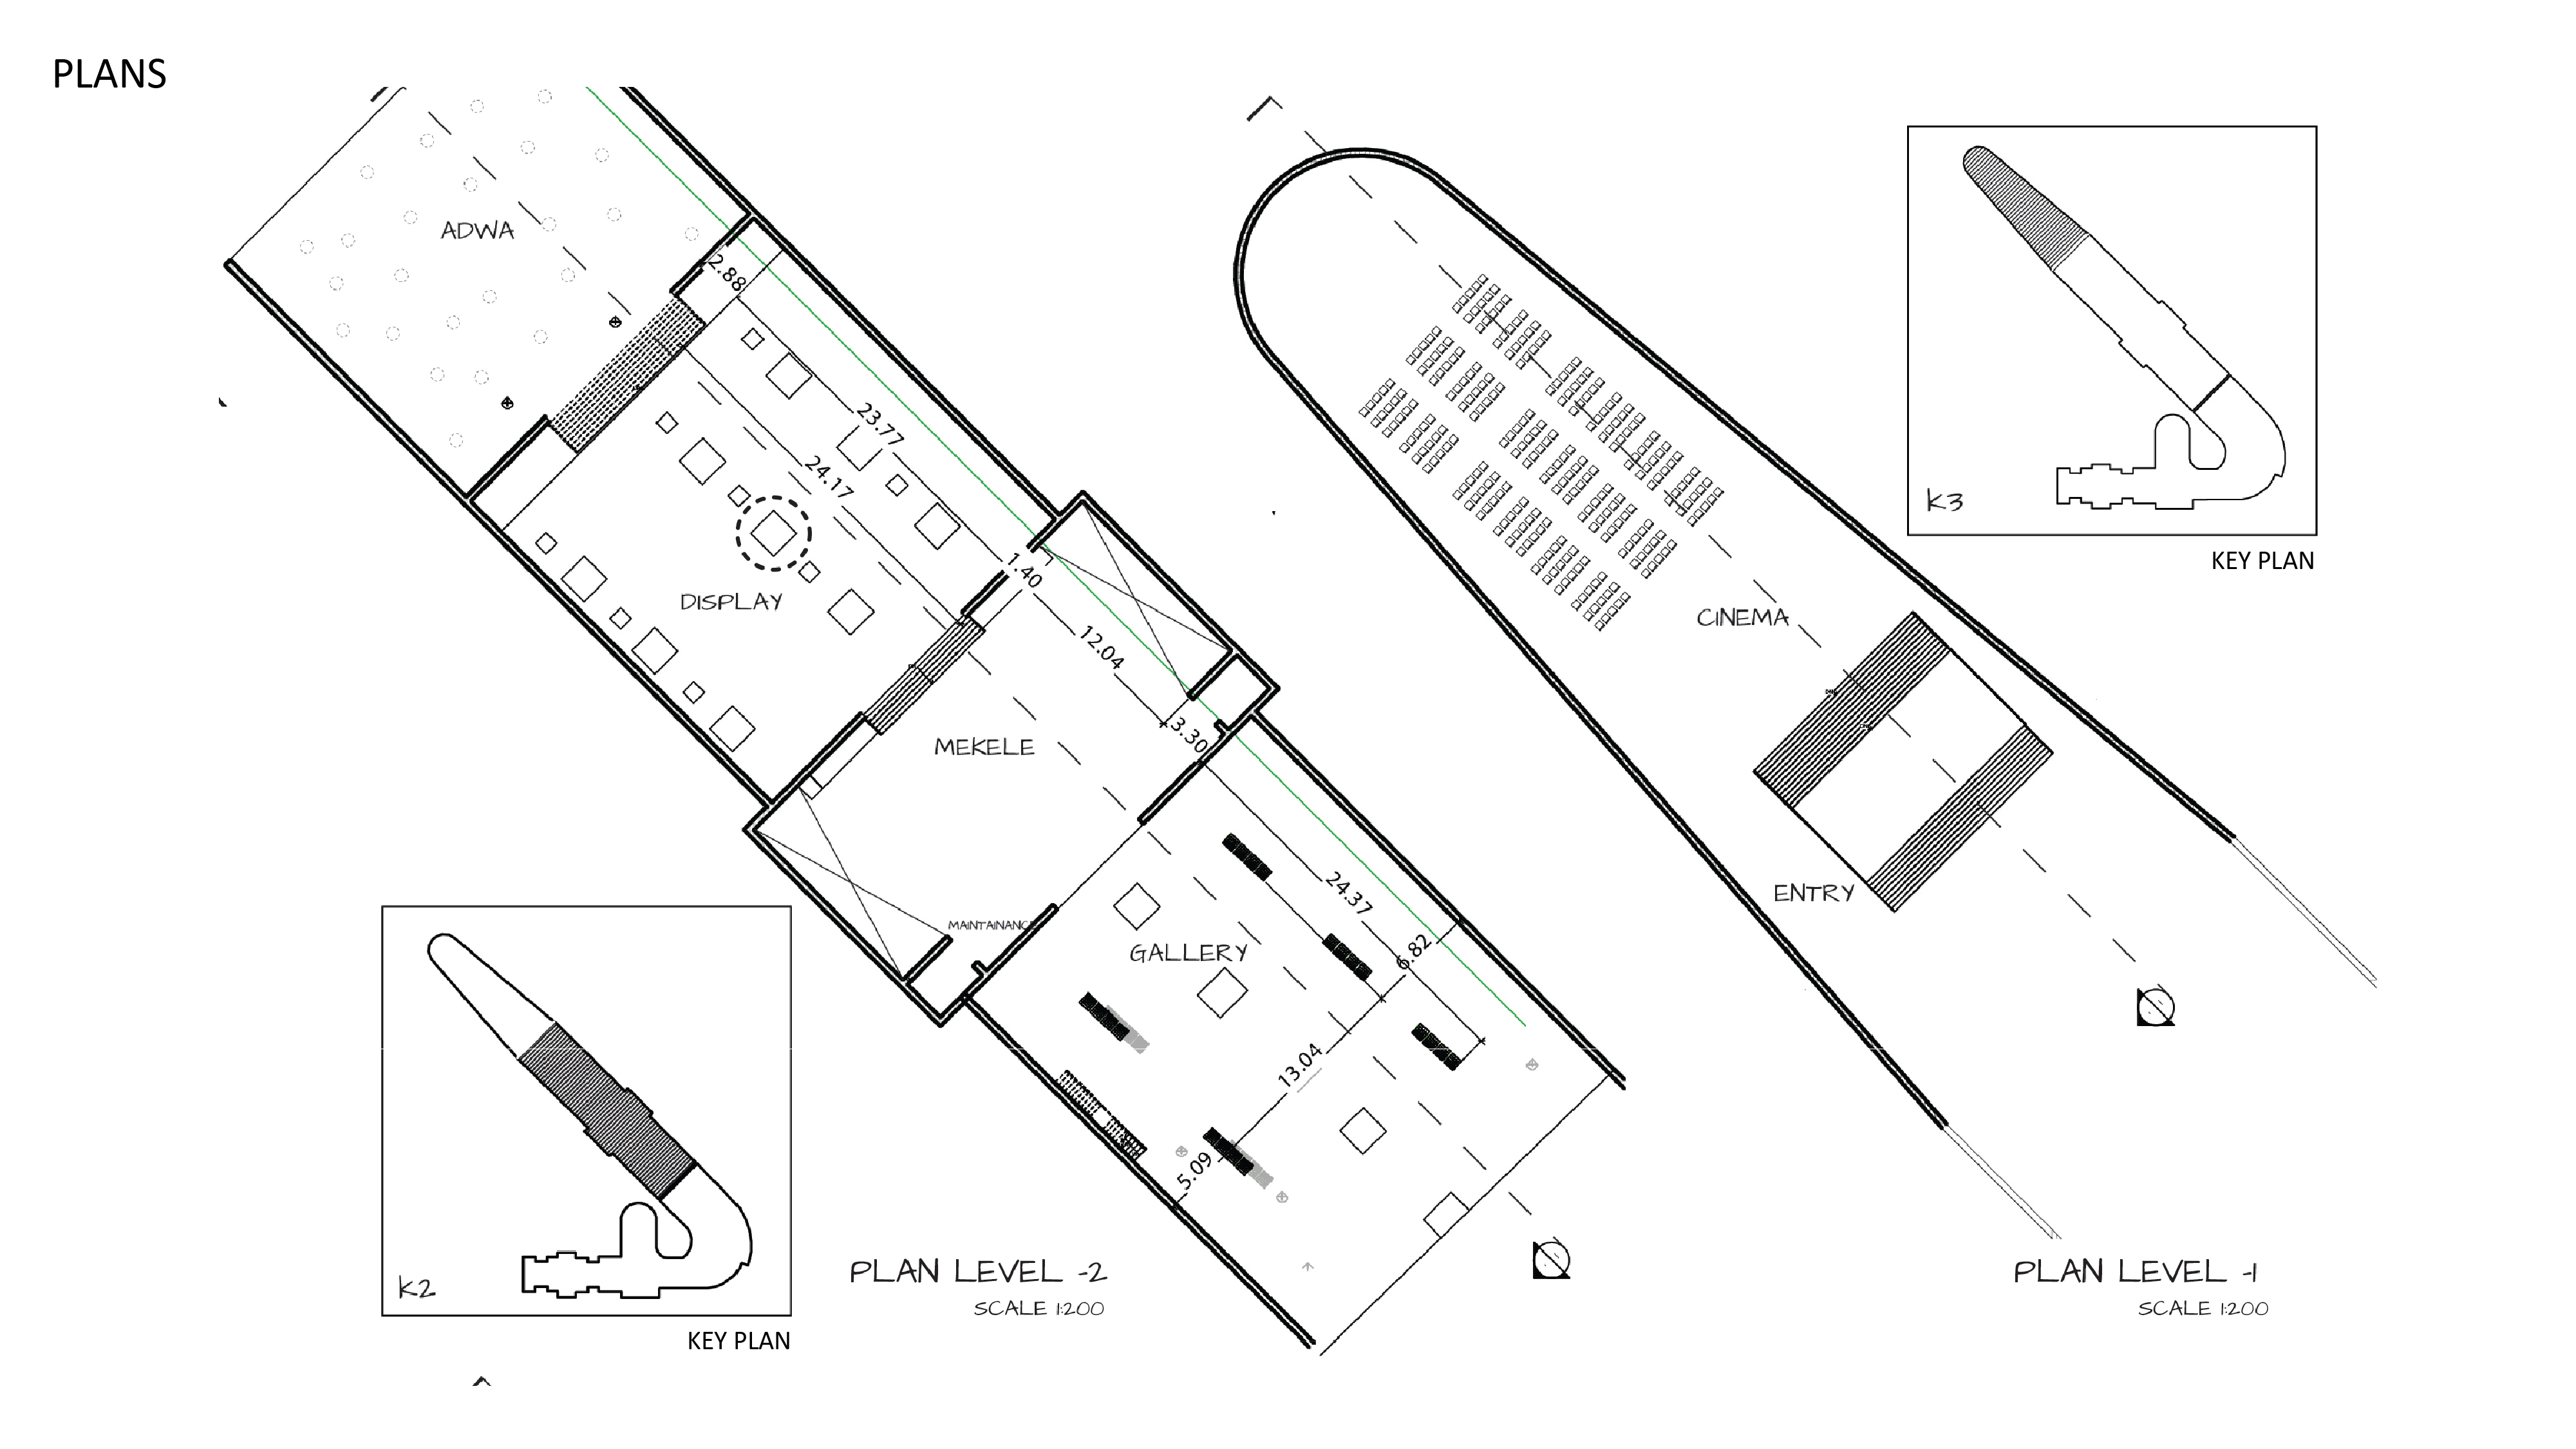 PLANS
ADWA
2.88
23.77
24.17
DISPLAY
1.40
12.04
MEKELE
3.30
MAINTAINANCE
GALLERY
24.37
6.82
13.04
5.09
K2
KEY PLAN
PLAN LEVEL -2
SCALE 1:200
CINEMA
ENTRY
K3
KEY PLAN
PLAN LEVEL -1
SCALE 1:200